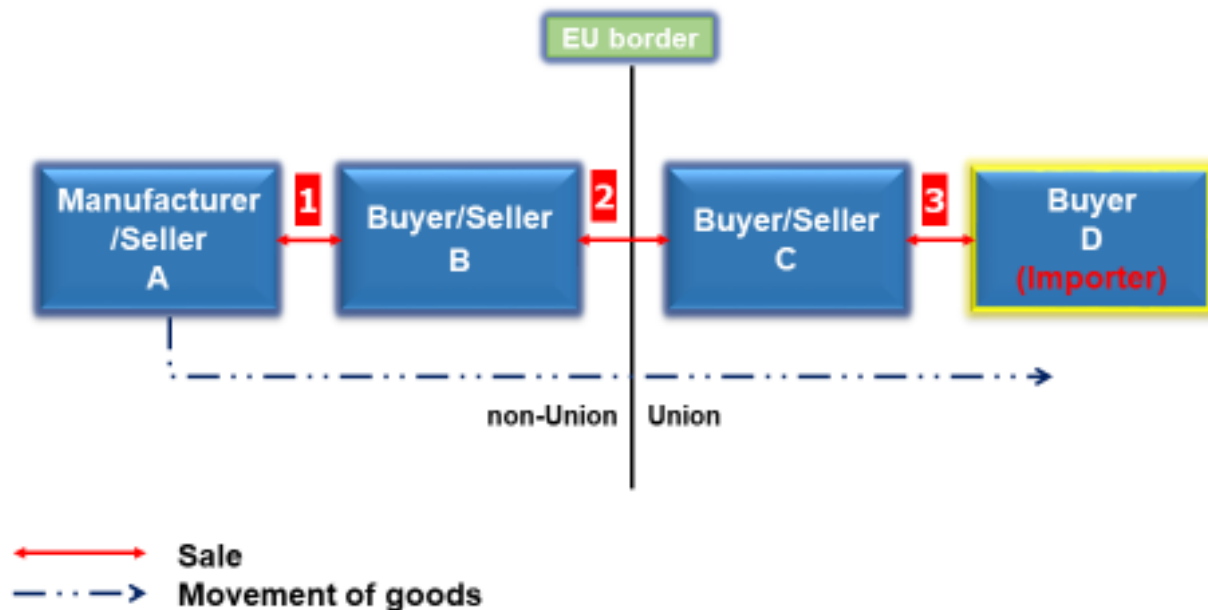 EU border
Manufacturer
/Seller
A
1
Buyer/Seller
B
2
Buyer/Seller
C
3
Buyer
D
(Importer)
non-Union
Union
Sale
Movement of goods